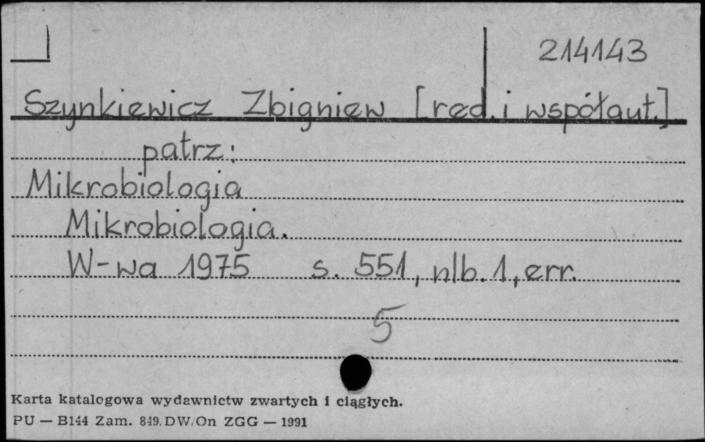 214143
Szynkiewicz Zbigniew [red. i współaut.]
patrz:
Mikrobiologia
Mikrobiologia.
W-wa 1975 s. 551, nlb. 1, err.
5
Karta katalogowa wydawnictw zwartych i ciągłych.
PU — B144 Zam. 849. DW/On ZGG — 1991